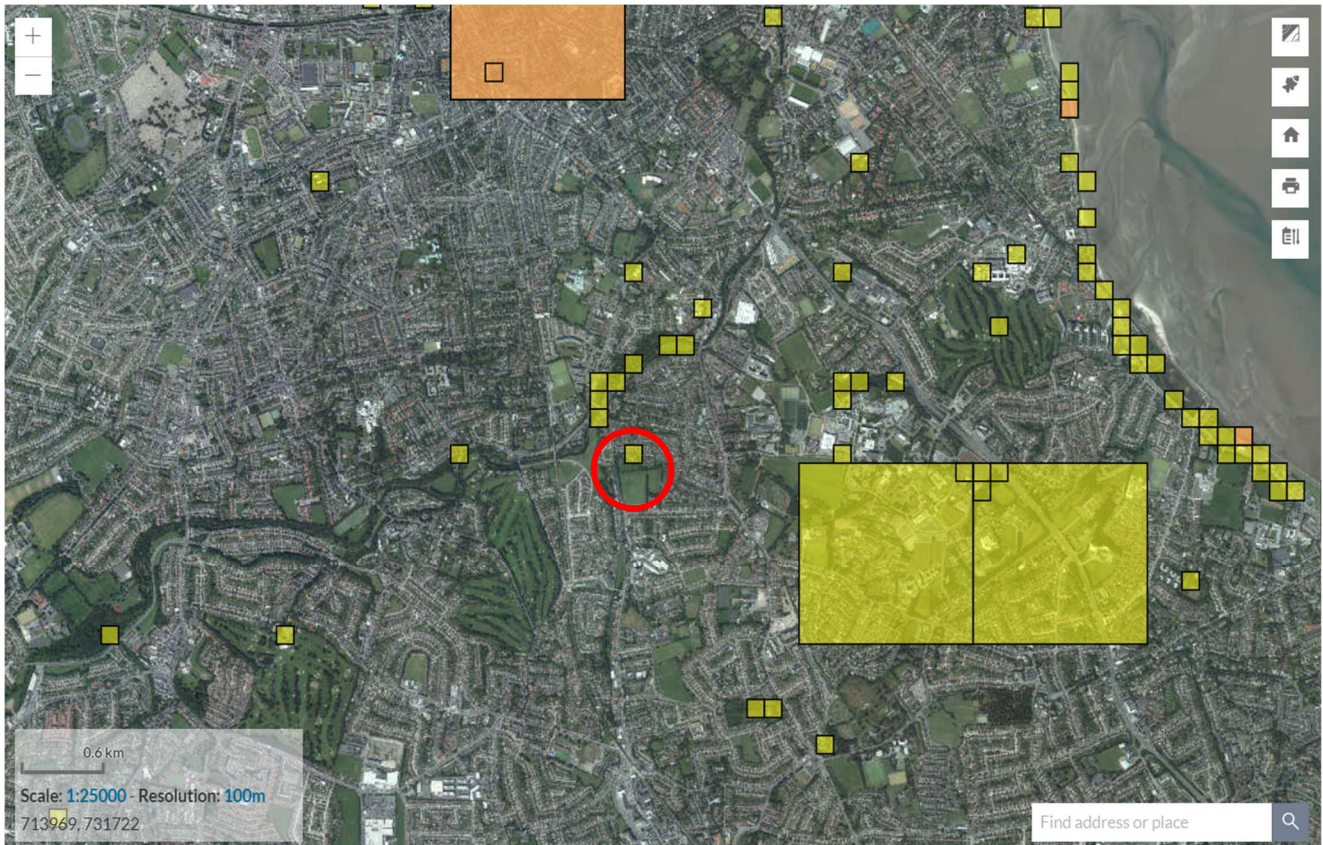 +
−
0.6 km
Scale: 1:25000 - Resolution: 100m
713969, 731722
Find address or place